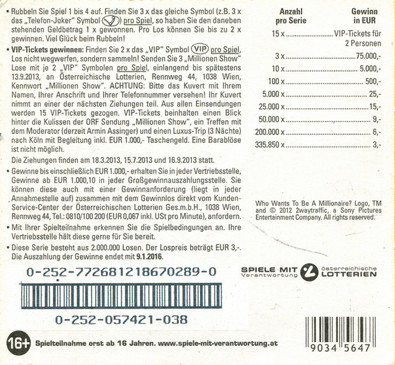 • Rubbeln Sie Spiel 1 bis 4 auf. Finden Sie 3 x das gleiche Symbol (z.B. 3 x
das „Telefon-Joker" Symbol pro Spiel, so haben Sie den daneben
stehenden Geldbetrag 1 x gewonnen. Pro Los können Sie bis zu 2 x
gewinnen. Viel Glück beim Rubbeln!
• VIP-Tickets gewinnen: Finden Sie 2 x das „VIP" Symbol (VIP) pro Spiel.
Los nicht wegwerfen, sondern sammeln! Senden Sie 3 „Millionen Show"
Lose mit je 2 „VIP" Symbolen pro Spiel, einlangend bis spätestens
13.9.2013, an Österreichische Lotterien, Rennweg 44, 1038 Wien,
Kennwort „Millionen Show". ACHTUNG: Bitte das Kuvert mit Ihrem
Namen, Ihrer Anschrift und Ihrer Telefonnummer versehen! Ihr Kuvert
nimmt an einer der nächsten Ziehungen teil. Aus allen Einsendungen
werden 15 VIP-Tickets gezogen. VIP-Tickets beinhalten einen Blick
hinter die Kulissen der ORF Sendung „Millionen Show", ein Treffen mit
dem Moderator (derzeit Armin Assinger) und einen Luxus-Trip (3 Nächte)
nach Köln mit Begleitung inkl. EUR 1.000,- Taschengeld. Eine Barablöse
ist nicht möglich.
Die Ziehungen finden am 18.3.2013, 15.7.2013 und 16.9.2013 statt.
• Gewinne bis einschließlich EUR 1.000,- erhalten Sie in jeder Vertriebsstelle,
Gewinne ab EUR 1.000,10 in jeder Großgewinnauszahlungsstelle. Sie
können diese auch mit einer Gewinnanforderung (liegt in jeder
Annahmestelle auf) zusammen mit dem Gewinnlos direkt vom Kunden-
Service-Center der Österreichischen Lotterien Ges.m.b.H., 1038 Wien,
Rennweg 44, Tel.: 0810/100 200 (EUR 0,067 inkl. USt pro Minute), anfordern.
• Mit Ihrer Spielteilnahme erkennen Sie die Spielbedingungen an. Ihre
Vertriebsstelle hält diese gerne für Sie bereit.
• Diese Serie besteht aus 2.000.000 Losen. Der Lospreis beträgt EUR 3,-.
Die Auszahlung der Gewinne endet mit 9.1.2016.
0-252-772681218670289-0
0-252-057421-038
16+ Spielteilnahme erst ab 16 Jahren. www.spiele-mit-verantwortung.at
Anzahl Gewinn
pro Serie in EUR
15 x VIP-Tickets für
2 Personen
3 x 75.000,-
10 x 5.000,-
100 x 500,-
5.000 x 25,-
25.000 x 15,-
50.000 x 9,-
200.000 x 6,-
335.850 x 3,-
Who Wants To Be A Millionaire? Logo, TM
and © 2012 2waytraffic, a Sony Pictures
Entertainment Company. All rights reserved.
SPIELE MIT österreichische
Verantwortung LOTTERIEN
9034 5647